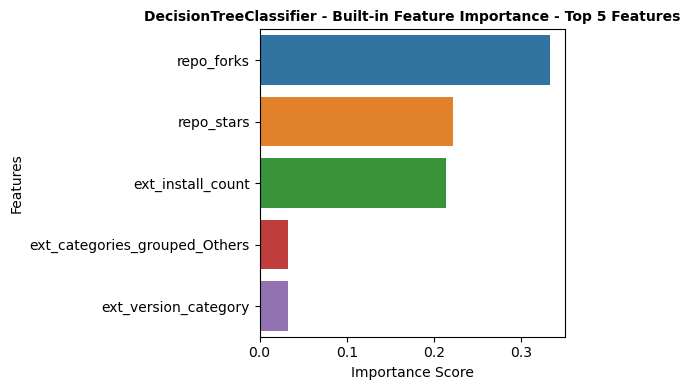 DecisionTreeClassifier - Built-in Feature Importance - Top 5 Features
repo_forks
repo_stars
ext_install_count
ext_categories_grouped_Others
ext_version_category
Features
0.0 0.1 0.2 0.3
Importance Score